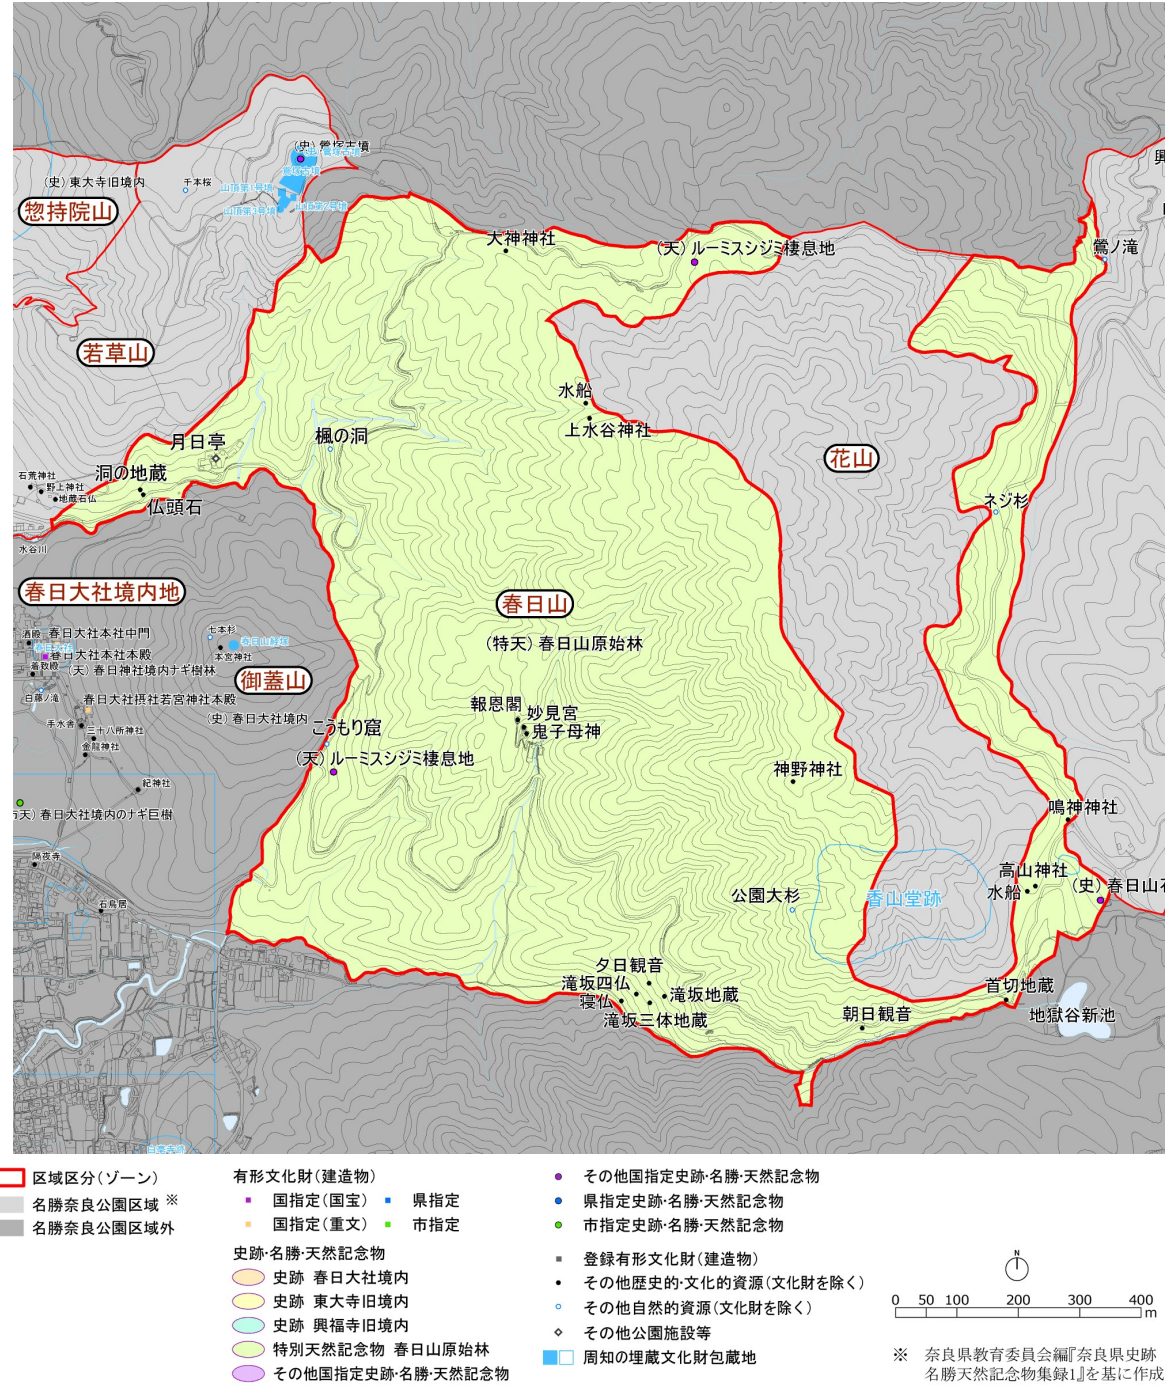 (史)鶯塚古墳
鶯塚古墳
山頂第1号墳
山頂第2号墳
山頂第3号墳
(史)東大寺旧境内
千本桜
惣持院山
若草山
大神神社
(天)ルーミスシジミ棲息地
鶯ノ滝
水船
上水谷神社
花山
月日亭
楓の洞
洞の地蔵
仏頭石
石荒神社
野上神社
地蔵石仏
水谷川
ネジ杉
春日大社境内地
春日山
(特天)春日山原始林
七本杉
春日山経塚
本宮神社
御蓋山
酒殿
春日大社本社中門
春日大社本社本殿
着到殿
(天)春日神社境内ナギ樹林
白藤ノ滝
春日大社摂社若宮神社本殿
(史)春日大社境内
手水舎
三十八所神社
金龍神社
紀神社
こうもり窟
(天)ルーミスシジミ棲息地
報恩閣
妙見宮
鬼子母神
神野神社
鳴神神社
天)春日大社境内のナギ巨樹
隔夜寺
石鳥居
公園大杉
香山堂跡
高山神社
水船
(史)春日山石
夕日観音
滝坂四仏
寝仏
滝坂地蔵
滝坂三体地蔵
朝日観音
首切地蔵
地獄谷新池
区域区分(ゾーン)
名勝奈良公園区域 ※
名勝奈良公園区域外
有形文化財(建造物)
国指定(国宝)
県指定
国指定(重文)
市指定
史跡・名勝・天然記念物
史跡 春日大社境内
史跡 東大寺旧境内
史跡 興福寺旧境内
特別天然記念物 春日山原始林
その他国指定史跡・名勝・天然記念物
その他国指定史跡・名勝・天然記念物
県指定史跡・名勝・天然記念物
市指定史跡・名勝・天然記念物
登録有形文化財(建造物)
その他歴史的・文化的資源(文化財を除く)
その他自然的資源(文化財を除く)
その他公園施設等
周知の埋蔵文化財包蔵地
N
0 50 100 200 300 400
m
※ 奈良県教育委員会編『奈良県史跡
名勝天然記念物集録1』を基に作成